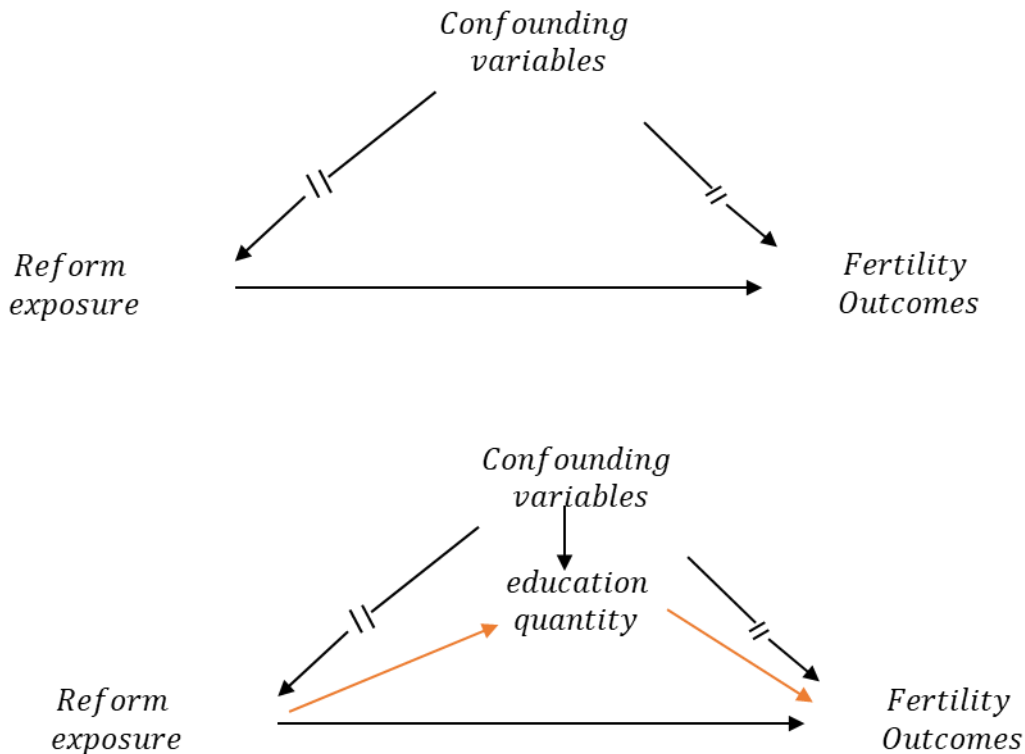 Confounding
variables
Reform
exposure
Fertility
Outcomes
Confounding
variables
education
quantity
Reform
exposure
Fertility
Outcomes